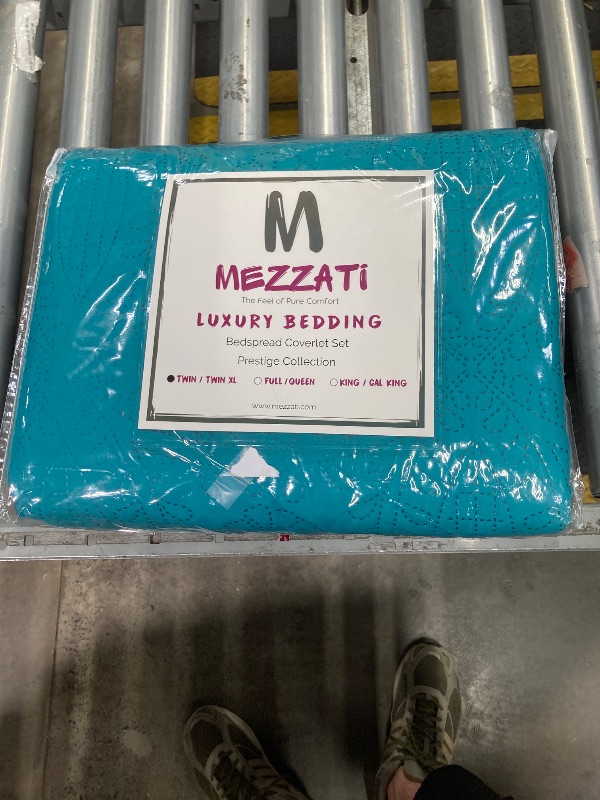 M
MEZZATi
The Feel of Pure Comfort
LUXURY BEDDING
Bedspread Coverlet Set
Prestige Collection
TWIN / TWIN XL FULL / QUEEN KING / CAL KING
www.mezzati.com